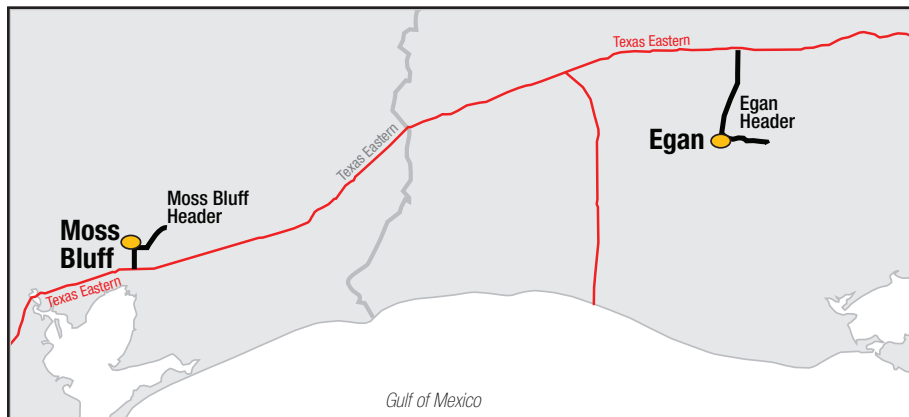 Texas Eastern
Egan
Header
Egan
Texas Eastern
Moss Bluff
Header
Moss
Bluff
Texas Eastern
Gulf of Mexico